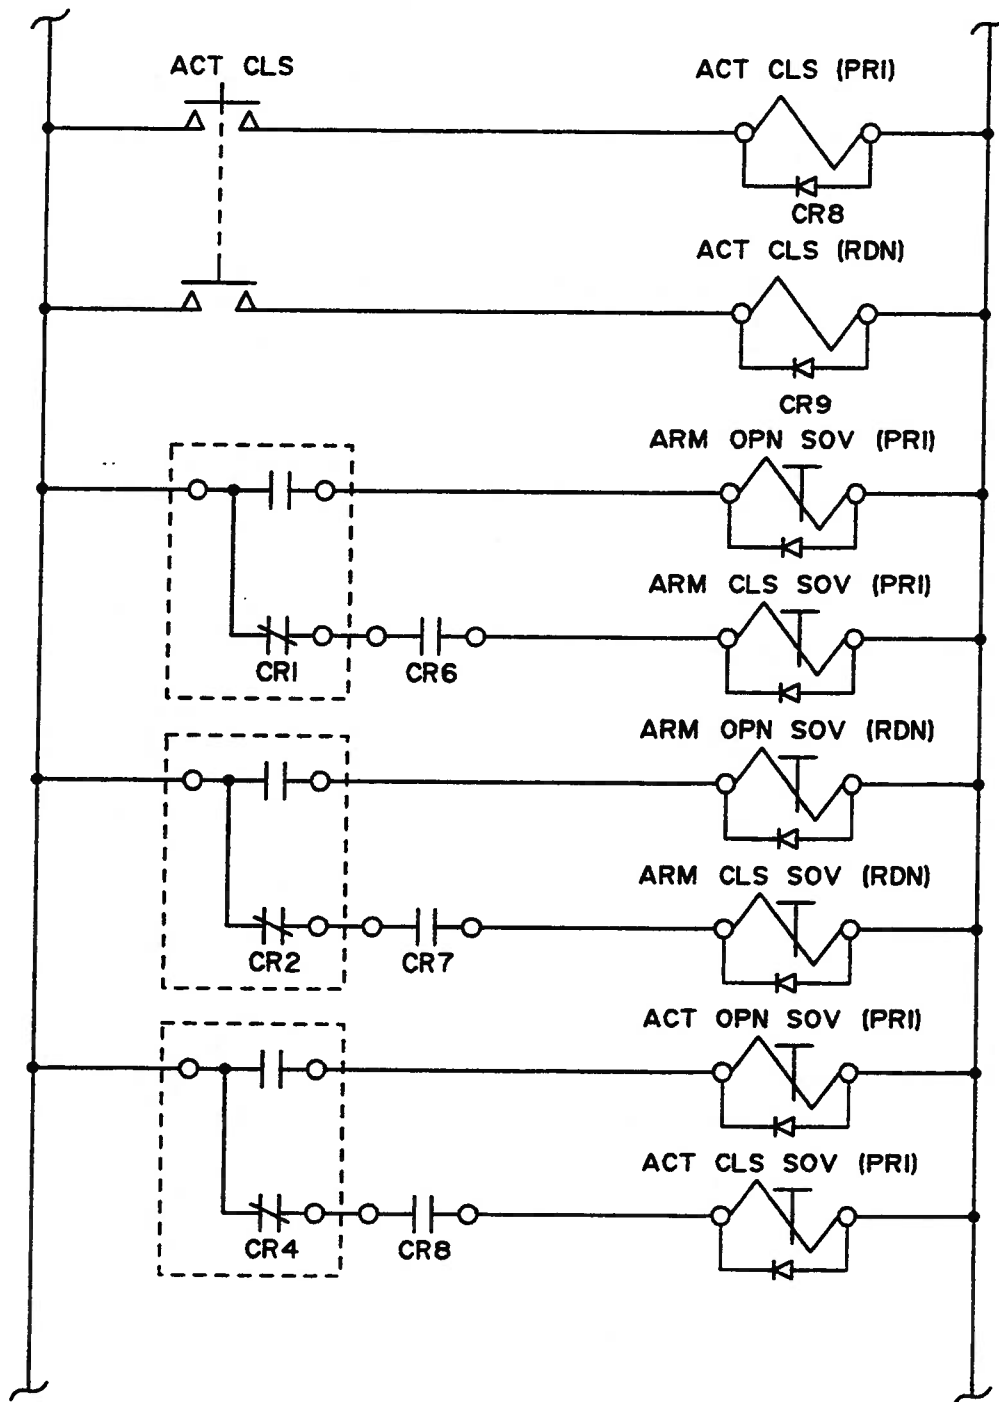 ACT CLS
ACT CLS (PRI)
CR8
ACT CLS (RDN)
CR9
ARM OPN SOV (PRI)
ARM CLS SOV (PRI)
CR1
CR6
ARM OPN SOV (RDN)
ARM CLS SOV (RDN)
CR2
CR7
ACT OPN SOV (PRI)
ACT CLS SOV (PRI)
CR4
CR8